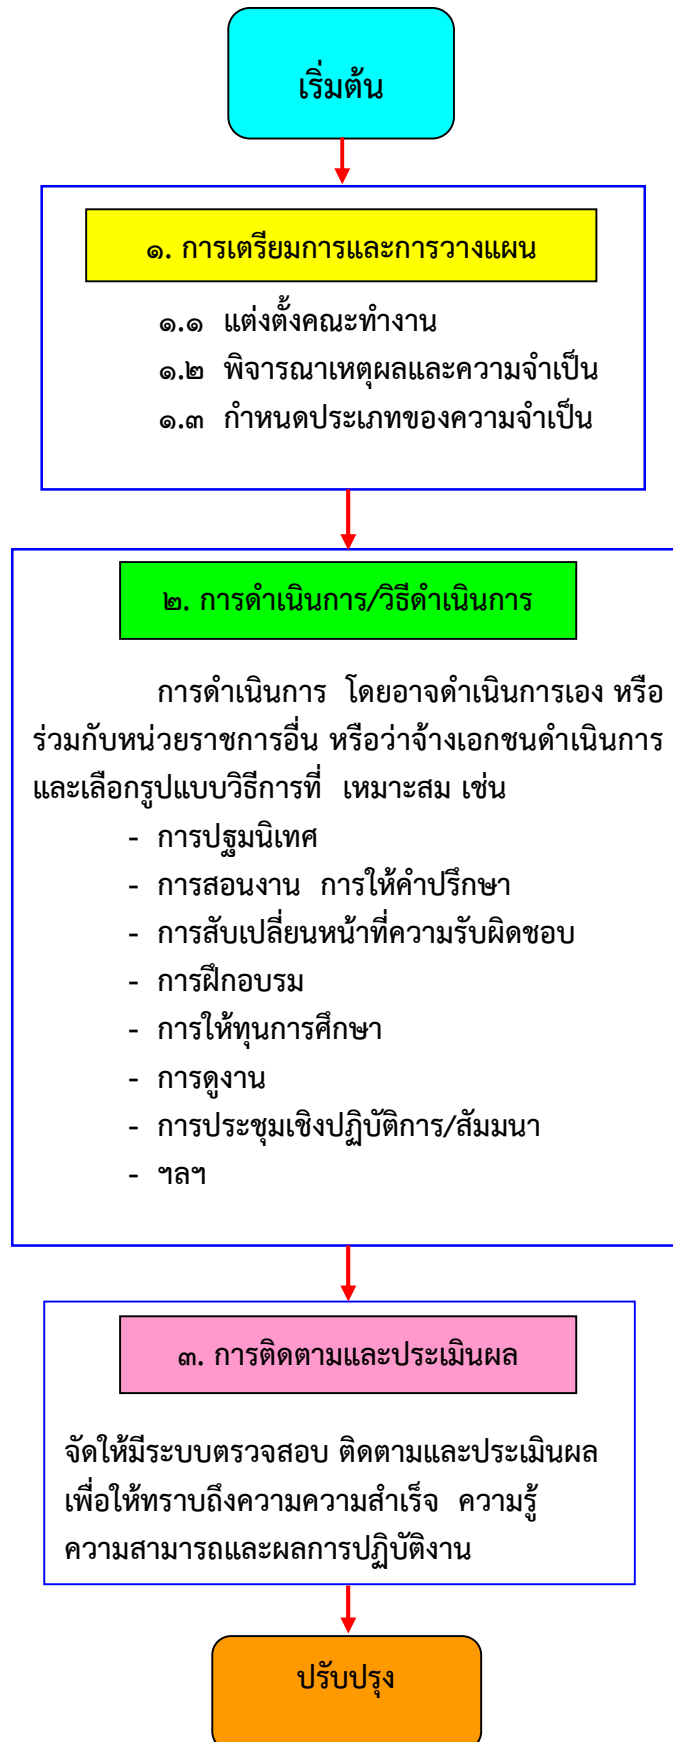 เริ่มต้น
๑. การเตรียมการและการวางแผน
๑.๑ แต่งตั้งคณะทำงาน
๑.๒ พิจารณาเหตุผลและความจำเป็น
๑.๓ กำหนดประเภทของความจำเป็น
๒. การดำเนินการ/วิธีดำเนินการ
การดำเนินการ โดยอาจดำเนินการเอง หรือ
ร่วมกับหน่วยราชการอื่น หรือว่าจ้างเอกชนดำเนินการ
และเลือกรูปแบบวิธีการที่ เหมาะสม เช่น
- การปฐมนิเทศ
- การสอนงาน การให้คำปรึกษา
- การสับเปลี่ยนหน้าที่ความรับผิดชอบ
- การฝึกอบรม
- การให้ทุนการศึกษา
- การดูงาน
- การประชุมเชิงปฏิบัติการ/สัมมนา
- ฯลฯ
๓. การติดตามและประเมินผล
จัดให้มีระบบตรวจสอบ ติดตามและประเมินผล
เพื่อให้ทราบถึงความความสำเร็จ ความรู้
ความสามารถและผลการปฏิบัติงาน
ปรับปรุง